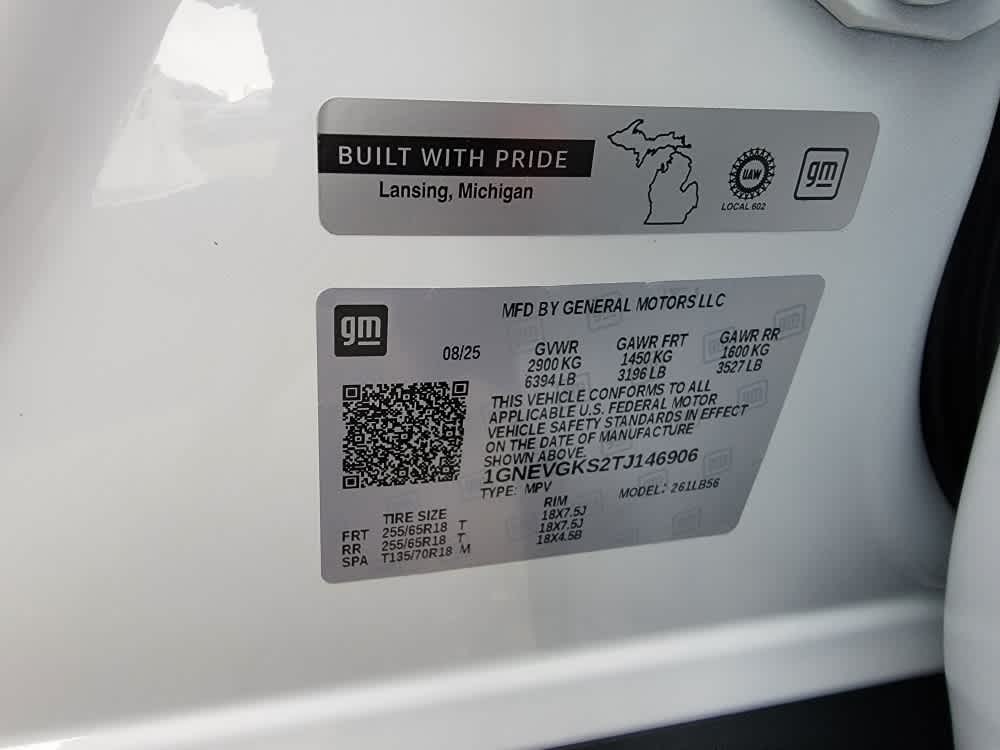 BUILT WITH PRIDE
Lansing, Michigan
UAW
LOCAL 602
gm
gm
MFD BY GENERAL MOTORS LLC
08/25
GVWR
2900 KG
6394 LB
GAWR FRT
1450 KG
3196 LB
GAWR RR
1600 KG
3527 LB
THIS VEHICLE CONFORMS TO ALL
APPLICABLE U.S. FEDERAL MOTOR
VEHICLE SAFETY STANDARDS IN EFFECT
ON THE DATE OF MANUFACTURE
SHOWN ABOVE.
1GNEVGKS2TJ146906
TYPE: MPV MODEL: 261LB56
TIRE SIZE RIM
FRT 255/65R18 T 18X7.5J
RR 255/65R18 T 18X7.5J
SPA T135/70R18 M 18X4.5B